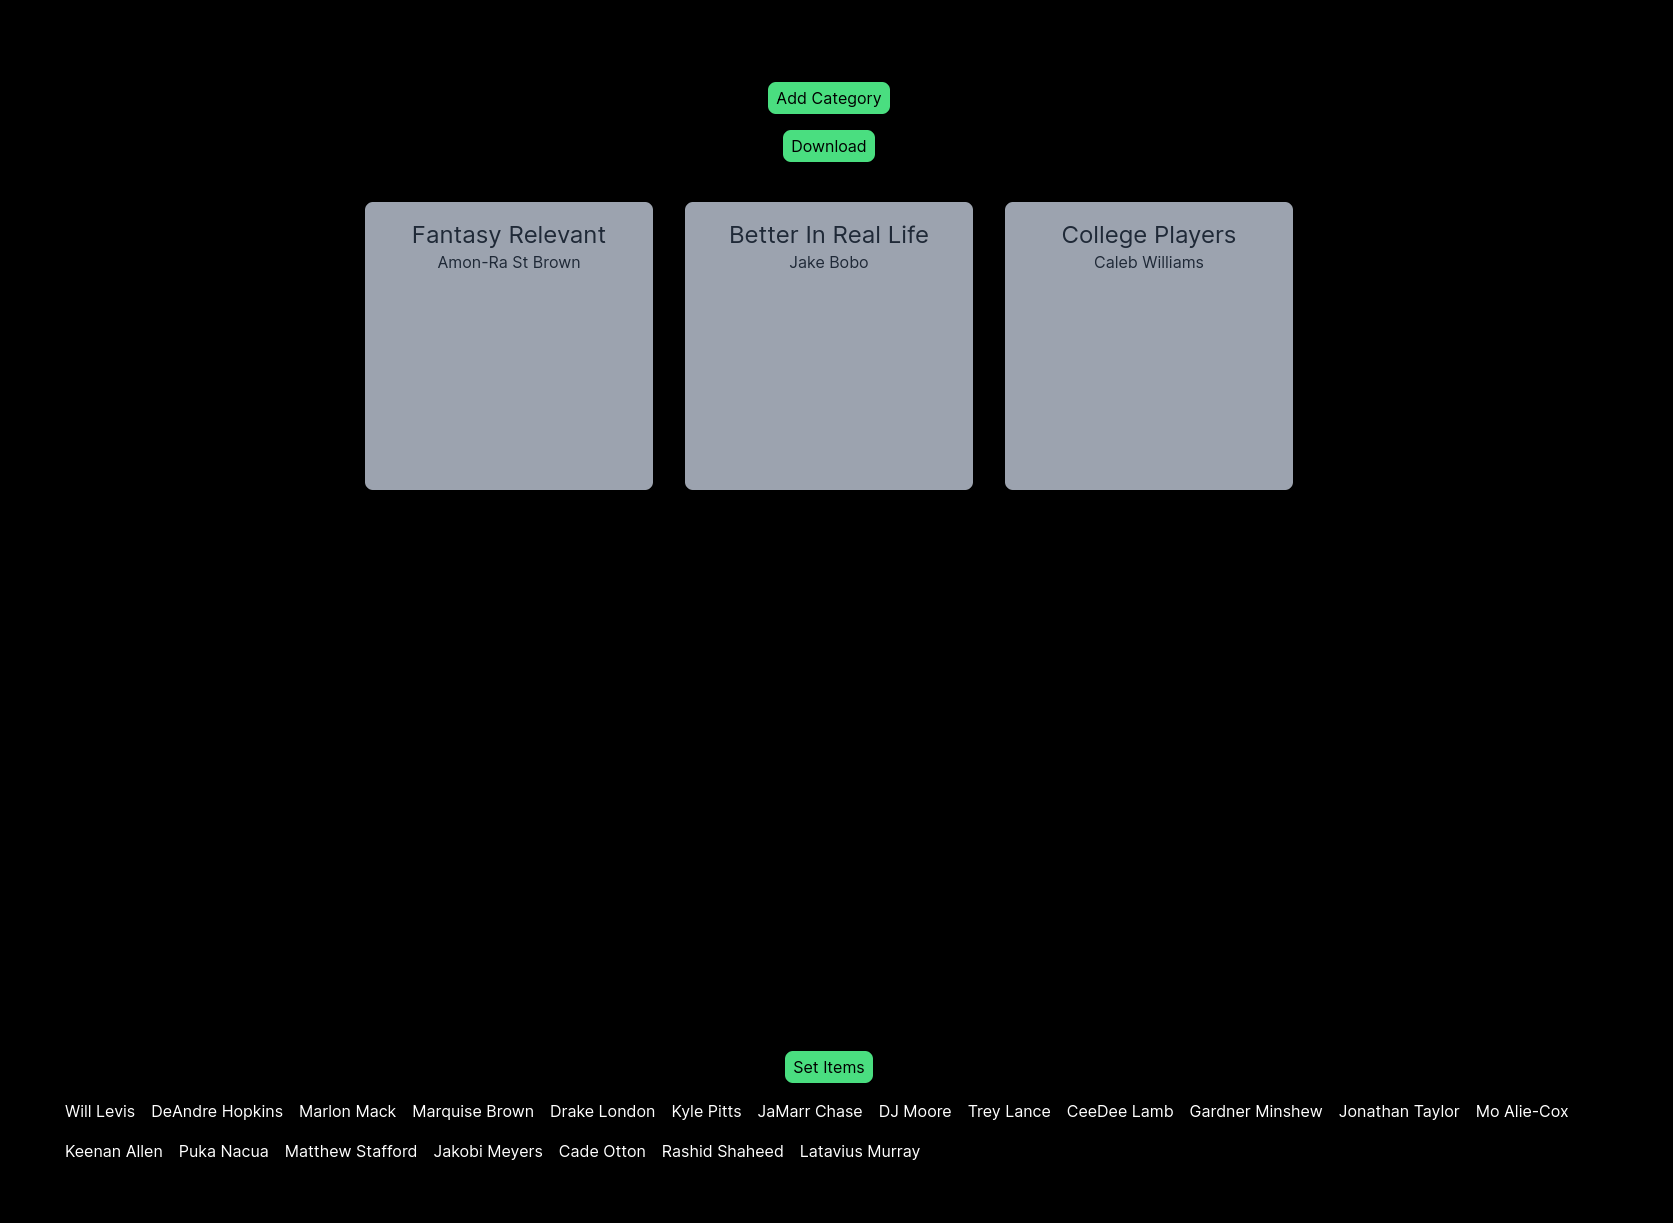 Add Category
Download
Fantasy Relevant
Amon-Ra St Brown
Better In Real Life
Jake Bobo
College Players
Caleb Williams
Set Items
Will Levis DeAndre Hopkins Marlon Mack Marquise Brown Drake London Kyle Pitts JaMarr Chase DJ Moore Trey Lance CeeDee Lamb Gardner Minshew Jonathan Taylor Mo Alie-Cox
Keenan Allen Puka Nacua Matthew Stafford Jakobi Meyers Cade Otton Rashid Shaheed Latavius Murray